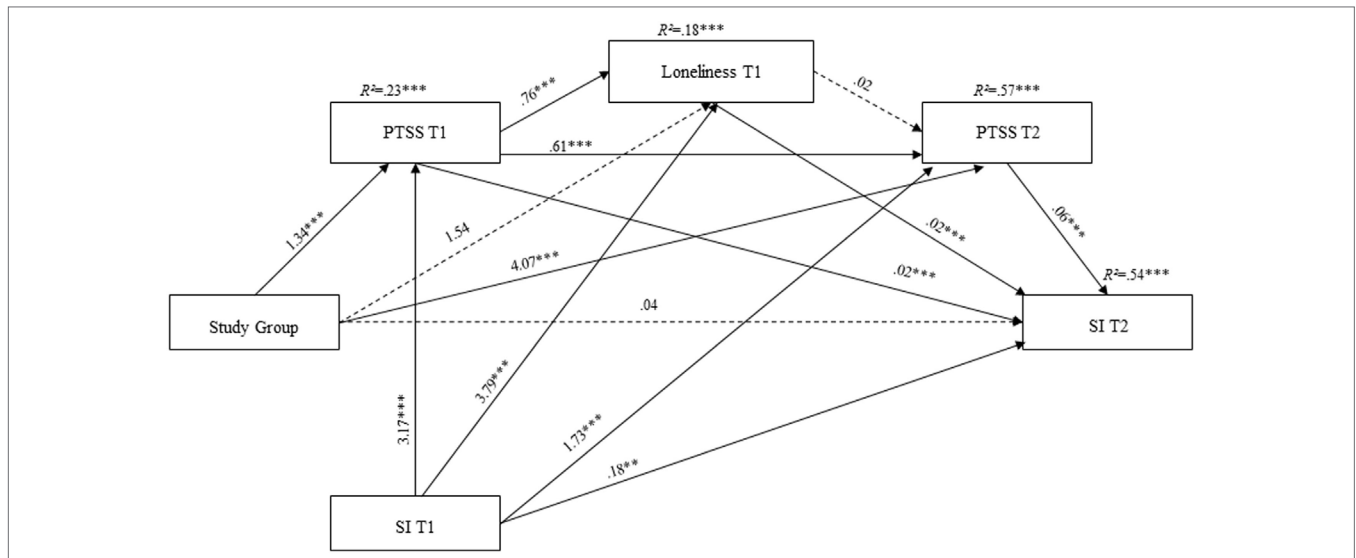 R²=.18***
Loneliness T1
R²=.23***
PTSS T1
.76***
.02
R²=.57***
PTSS T2
.61***
1.34***
1.54
4.07***
.02***
.02***
.06***
R²=.54***
Study Group
.04
SI T2
3.17***
3.79***
1.73***
.18**
SI T1